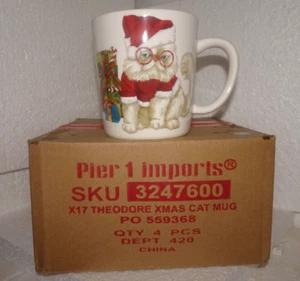 Pier 1 imports®
SKU 3247600
X17 THEODORE XMAS CAT MUG
PO 559368
QTY 4 PCS
DEPT 420
CHINA